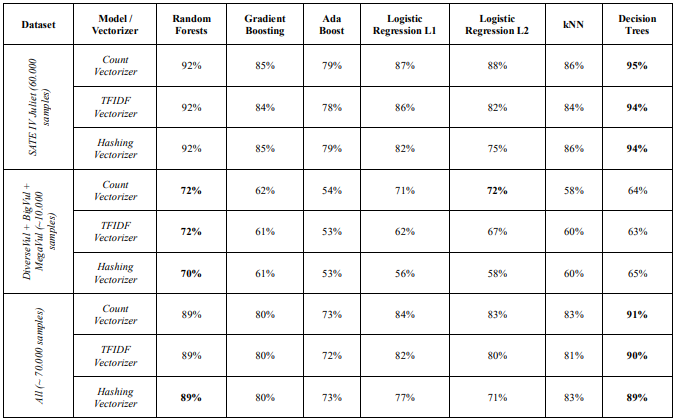 Dataset | Model / Vectorizer | Random Forests | Gradient Boosting | Ada Boost | Logistic Regression L1 | Logistic Regression L2 | kNN | Decision Trees
SATE IV Juliet (60.000 samples)
Count Vectorizer | 92% | 85% | 79% | 87% | 88% | 86% | 95%
TFIDF Vectorizer | 92% | 84% | 78% | 86% | 82% | 84% | 94%
Hashing Vectorizer | 92% | 85% | 79% | 82% | 75% | 86% | 94%
DiverseVul + BigVul + MegaVul (~10.000 samples)
Count Vectorizer | 72% | 62% | 54% | 71% | 72% | 58% | 64%
TFIDF Vectorizer | 72% | 61% | 53% | 62% | 67% | 60% | 63%
Hashing Vectorizer | 70% | 61% | 53% | 56% | 58% | 60% | 65%
All (~ 70.000 samples)
Count Vectorizer | 89% | 80% | 73% | 84% | 83% | 83% | 91%
TFIDF Vectorizer | 89% | 80% | 72% | 82% | 80% | 81% | 90%
Hashing Vectorizer | 89% | 80% | 73% | 77% | 71% | 83% | 89%